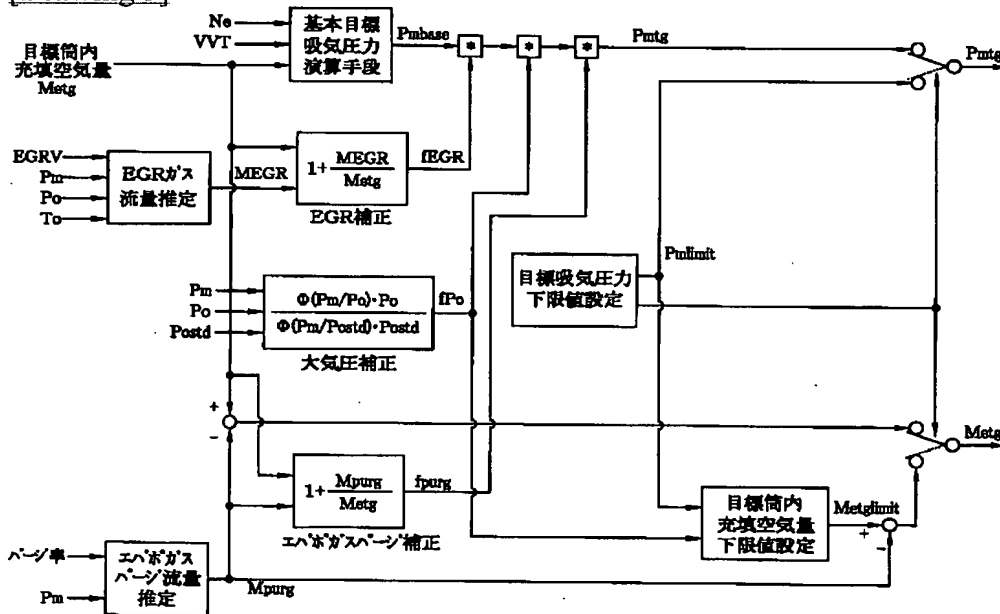 Ne
VVT
目標筒内
充填空気量
Metg
基本目標
吸気圧力
演算手段
Pmbase
*
*
*
Pmtg
Pmtg
EGRV
Pm
Po
To
EGRガス
流量推定
MEGR
1+ MEGR
Metg
fEGR
EGR補正
Pmlimit
目標吸気圧力
下限値設定
Pm
Po
Postd
Φ(Pm/Po)・Po
Φ(Pm/Postd)・Postd
fPo
大気圧補正
+
-
Metg
1+ Mpurg
Metg
fpurg
エバポガスパージ補正
目標筒内
充填空気量
下限値設定
Metglimit
+
-
パージ率
Pm
エバポガス
パージ流量
推定
Mpurg